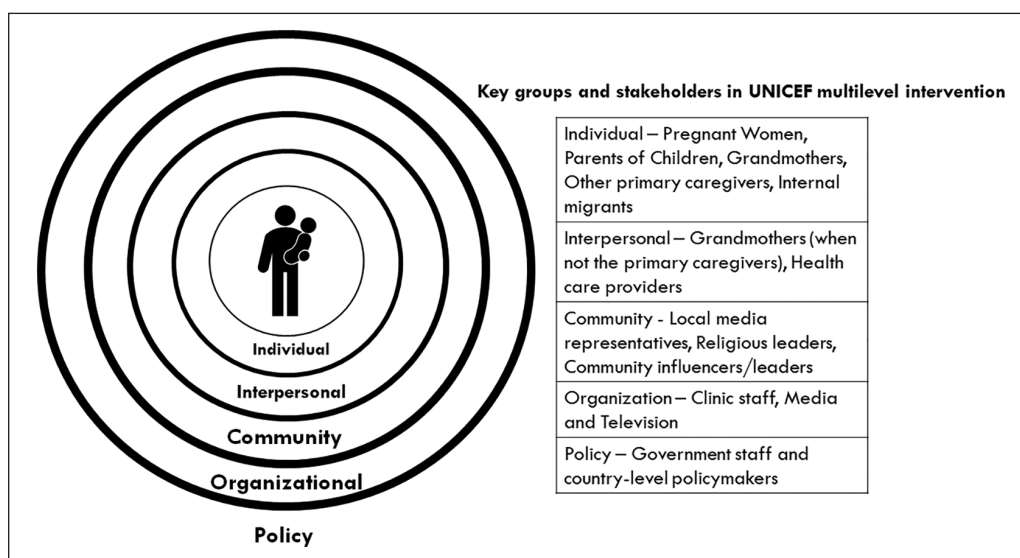 Key groups and stakeholders in UNICEF multilevel intervention
Individual – Pregnant Women,
Parents of Children, Grandmothers,
Other primary caregivers, Internal
migrants
Interpersonal – Grandmothers (when
not the primary caregivers), Health
care providers
Community - Local media
representatives, Religious leaders,
Community influencers/leaders
Organization – Clinic staff, Media
and Television
Policy – Government staff and
country-level policymakers
Individual
Interpersonal
Community
Organizational
Policy